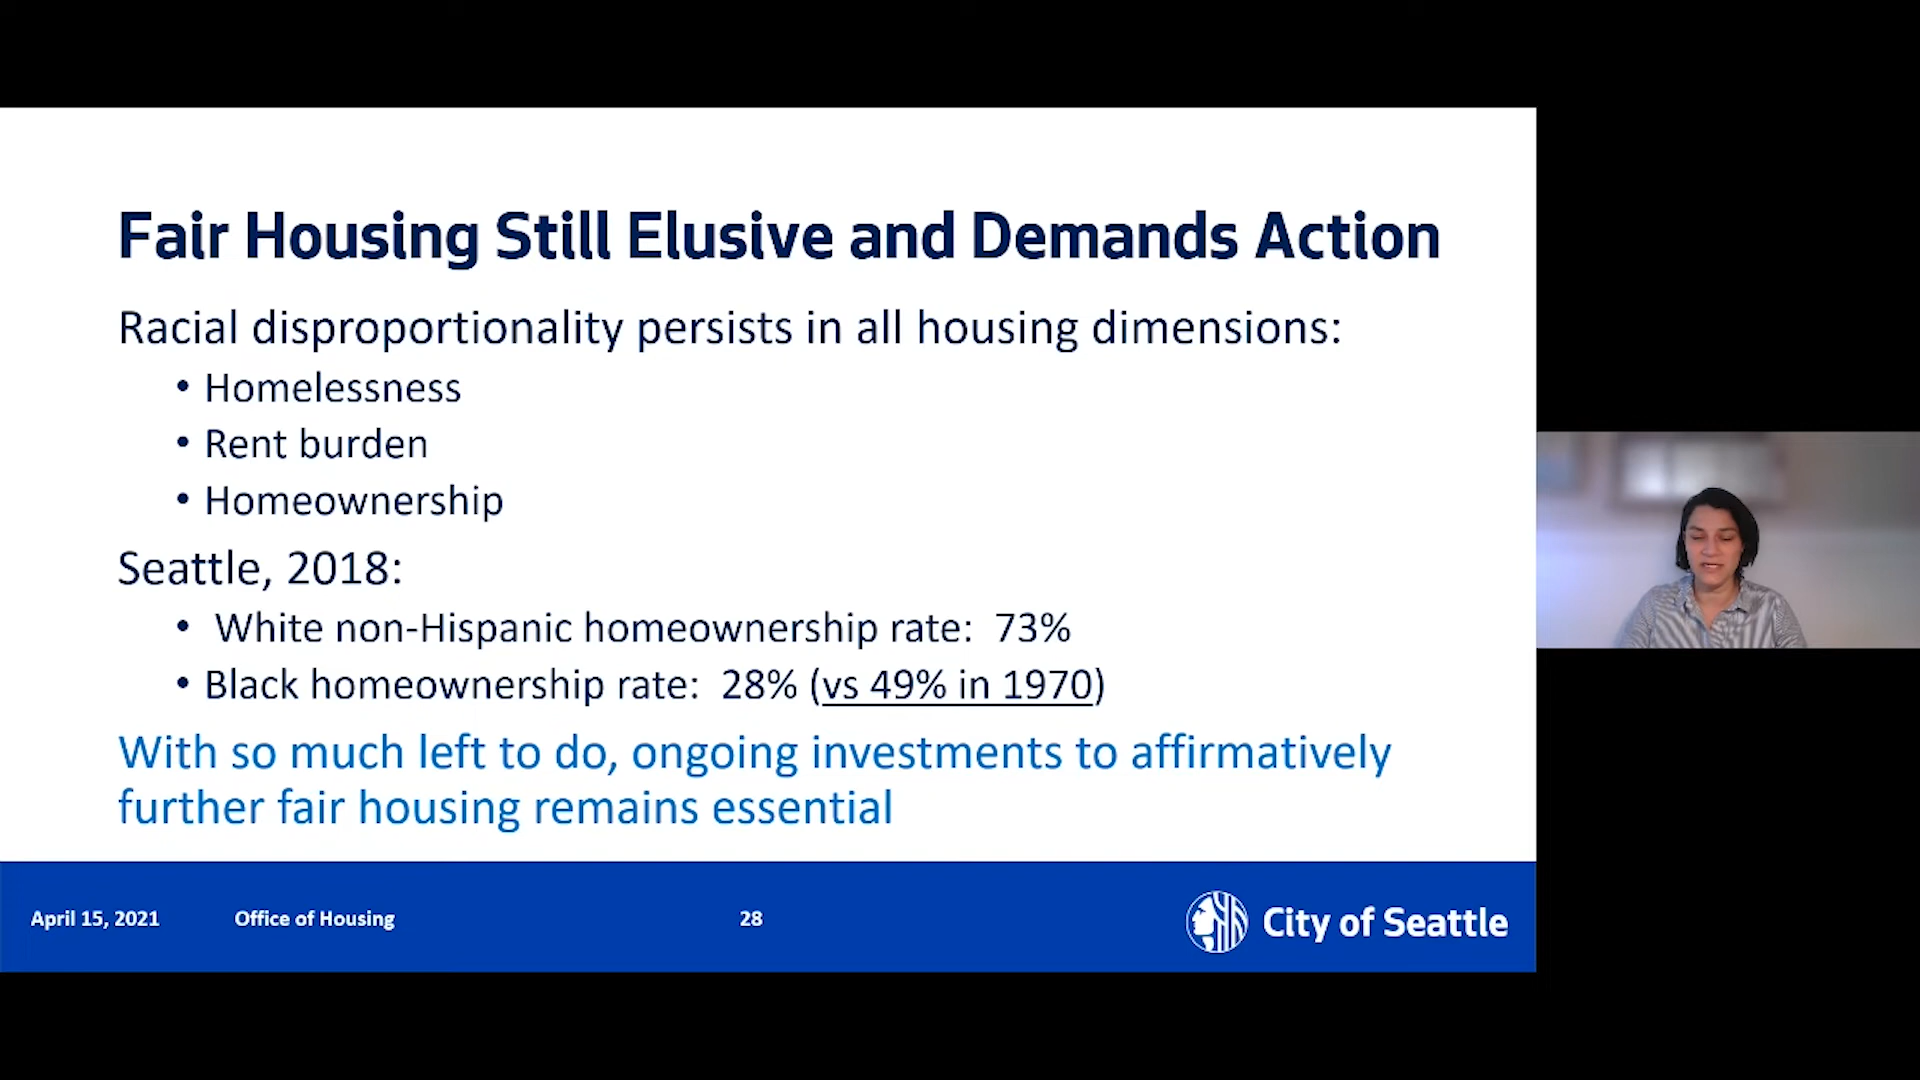 Fair Housing Still Elusive and Demands Action
Racial disproportionality persists in all housing dimensions:
• Homelessness
• Rent burden
• Homeownership
Seattle, 2018:
• White non-Hispanic homeownership rate: 73%
• Black homeownership rate: 28% (vs 49% in 1970)
With so much left to do, ongoing investments to affirmatively
further fair housing remains essential
April 15, 2021 Office of Housing 28 City of Seattle